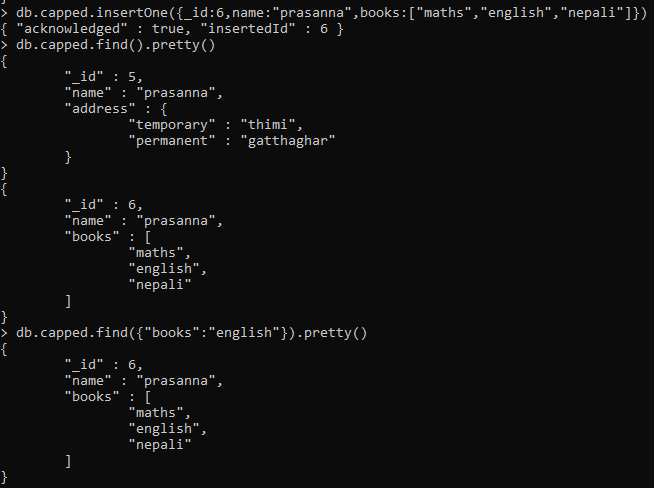 > db.capped.insertOne({_id:6,name:"prasanna",books:["maths","english","nepali"]})
{ "acknowledged" : true, "insertedId" : 6 }
> db.capped.find().pretty()
{
        "_id" : 5,
        "name" : "prasanna",
        "address" : {
                "temporary" : "thimi",
                "permanent" : "gatthaghar"
        }
}
{
        "_id" : 6,
        "name" : "prasanna",
        "books" : [
                "maths",
                "english",
                "nepali"
        ]
}
> db.capped.find({"books":"english"}).pretty()
{
        "_id" : 6,
        "name" : "prasanna",
        "books" : [
                "maths",
                "english",
                "nepali"
        ]
}